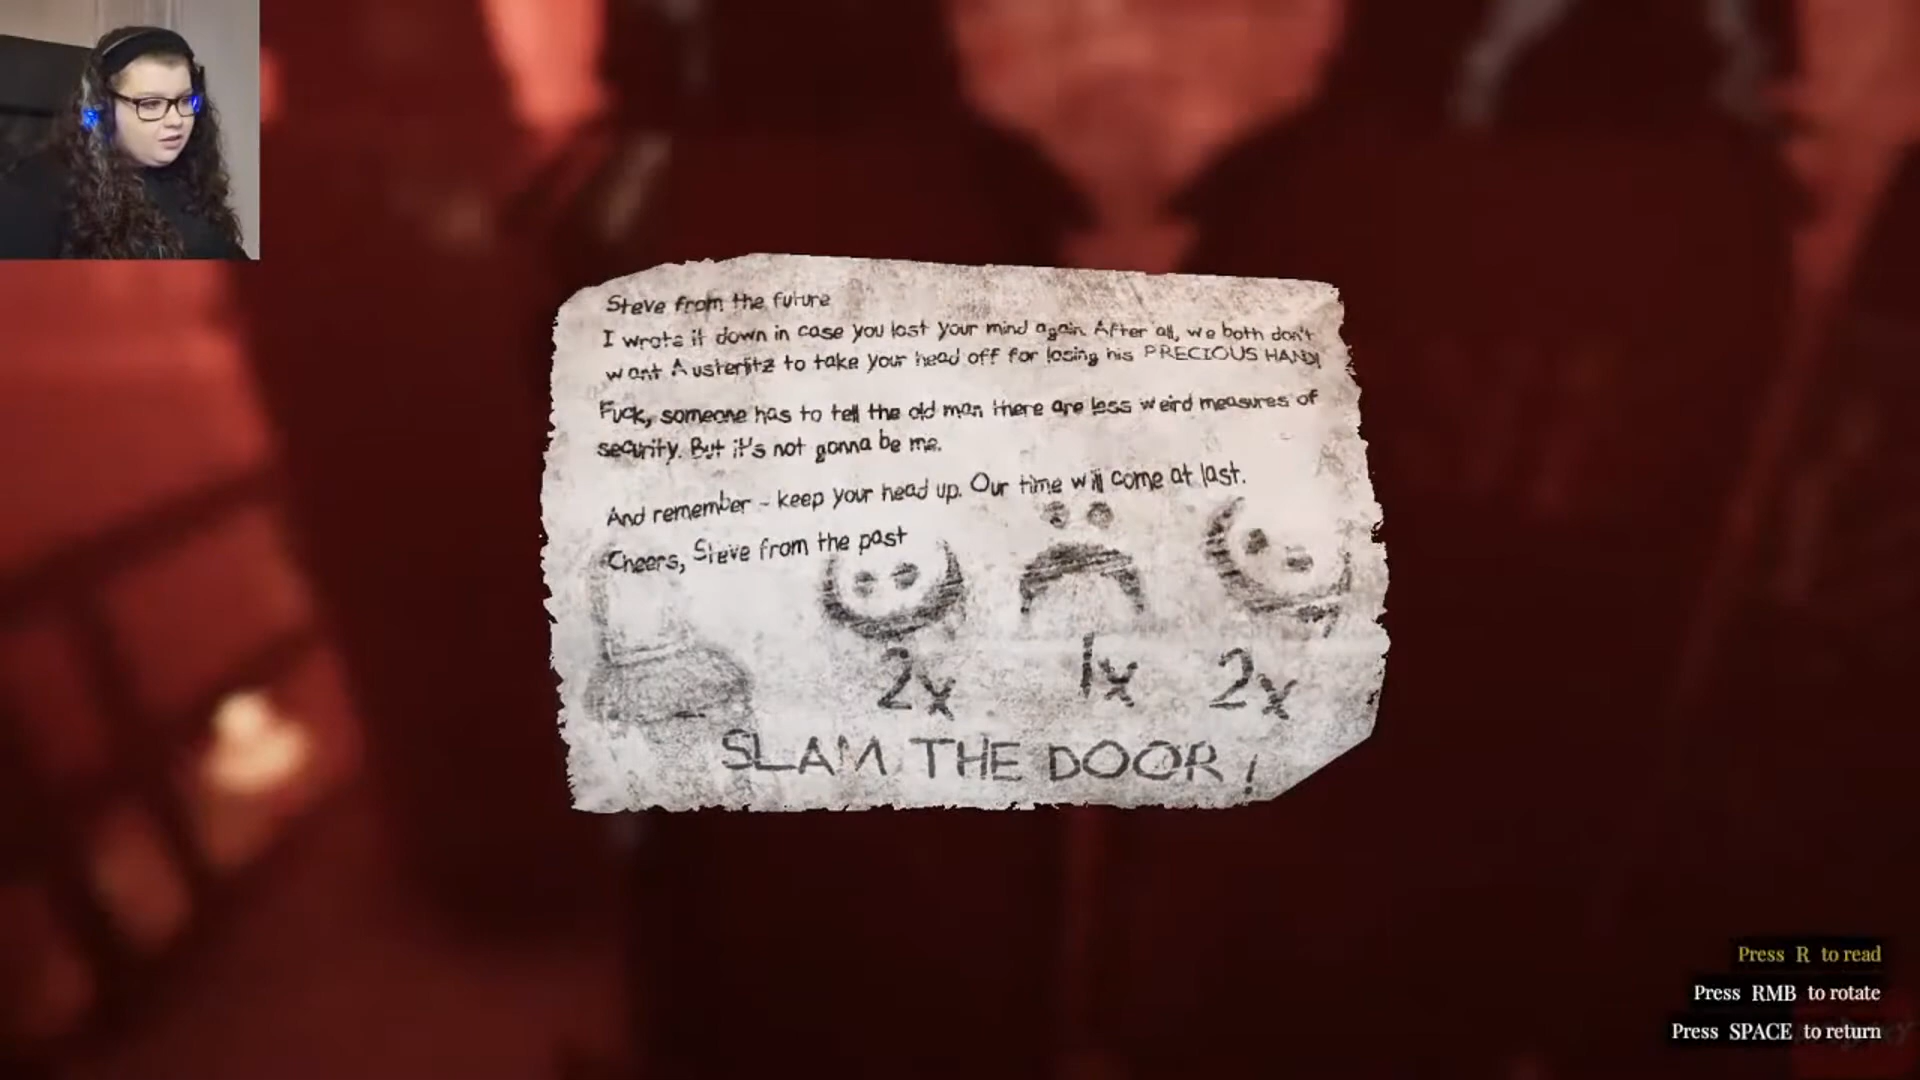 Steve from the future
I wrote it down in case you lost your mind again. After all, we both don't
want Austerlitz to take your head off for losing his PRECIOUS HAND!
Fuck, someone has to tell the old man there are less weird measures of
security. But it's not gonna be me.
And remember - keep your head up. Our time will come at last.
Cheers, Steve from the past
2x 1x 2x
SLAM THE DOOR!
Press R to read
Press RMB to rotate
Press SPACE to return